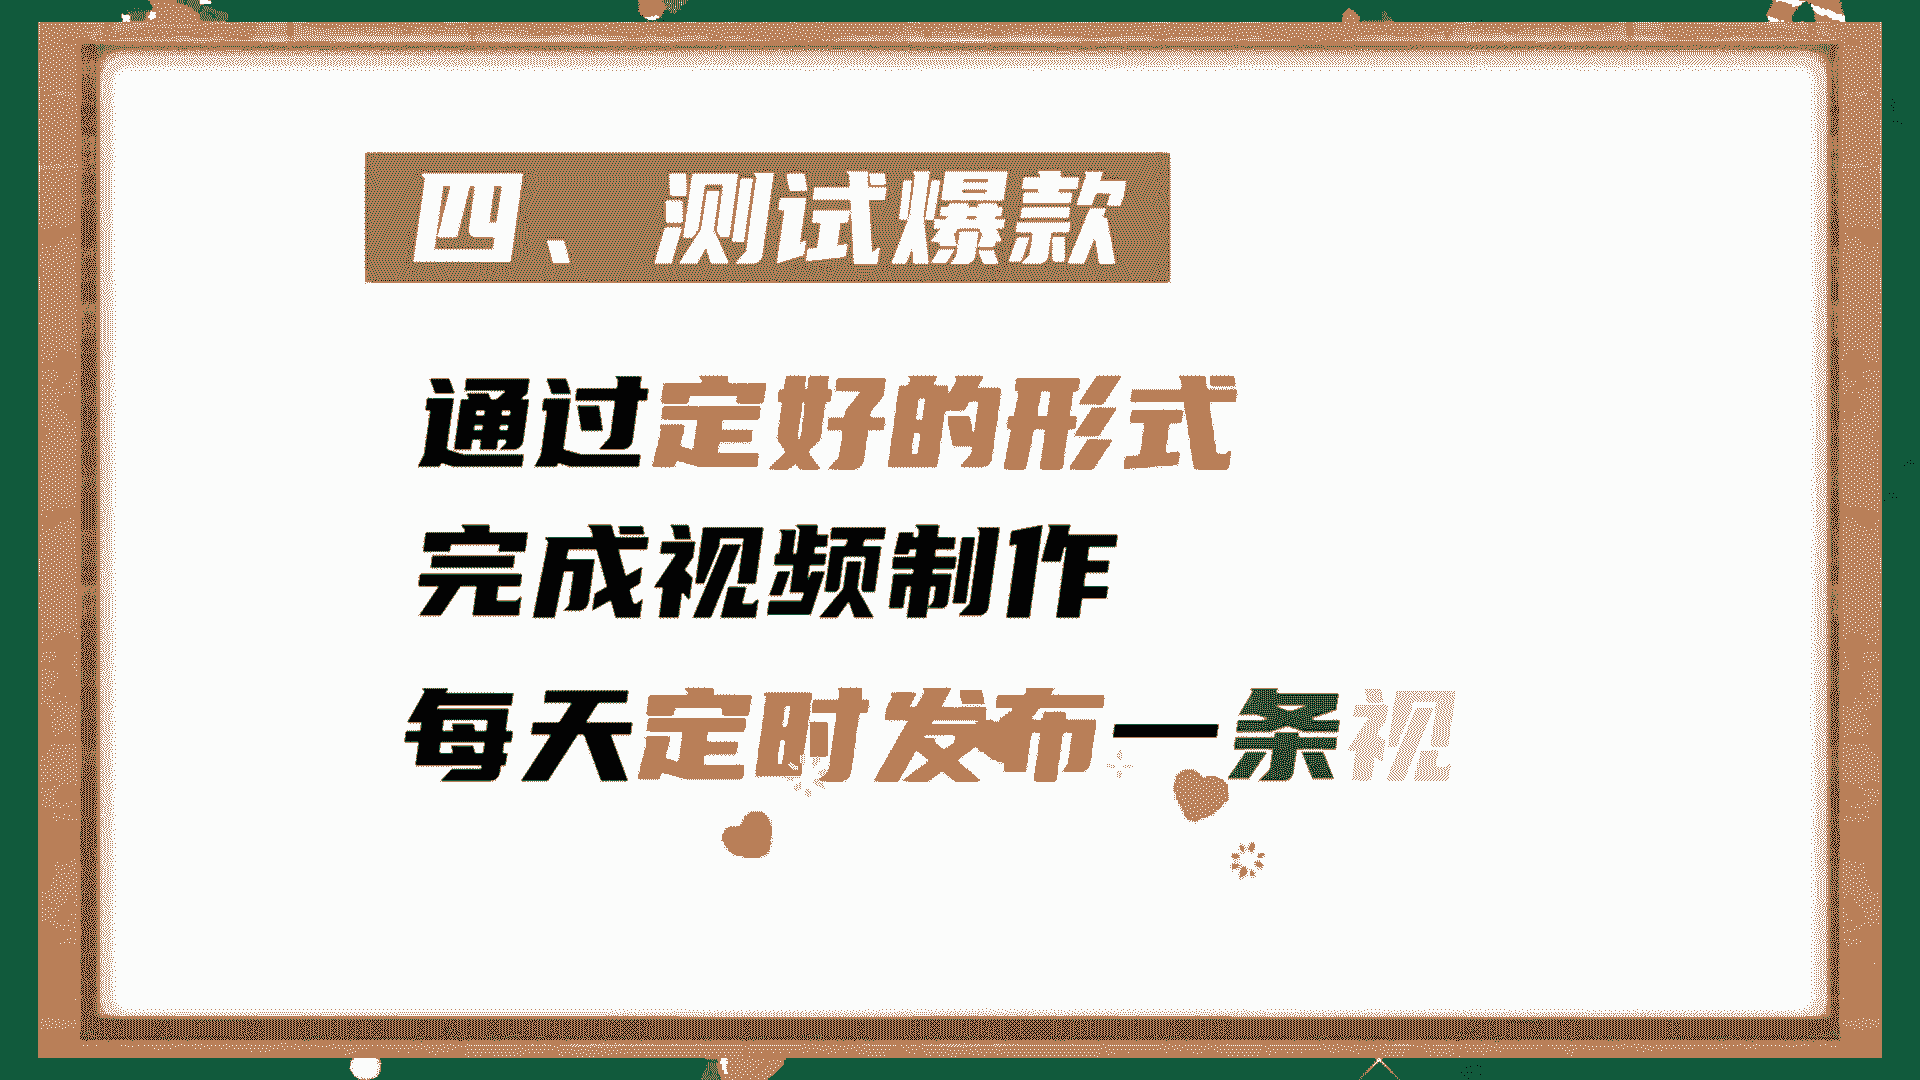 四、测试爆款
通过定好的形式
完成视频制作
每天定时发布一条视